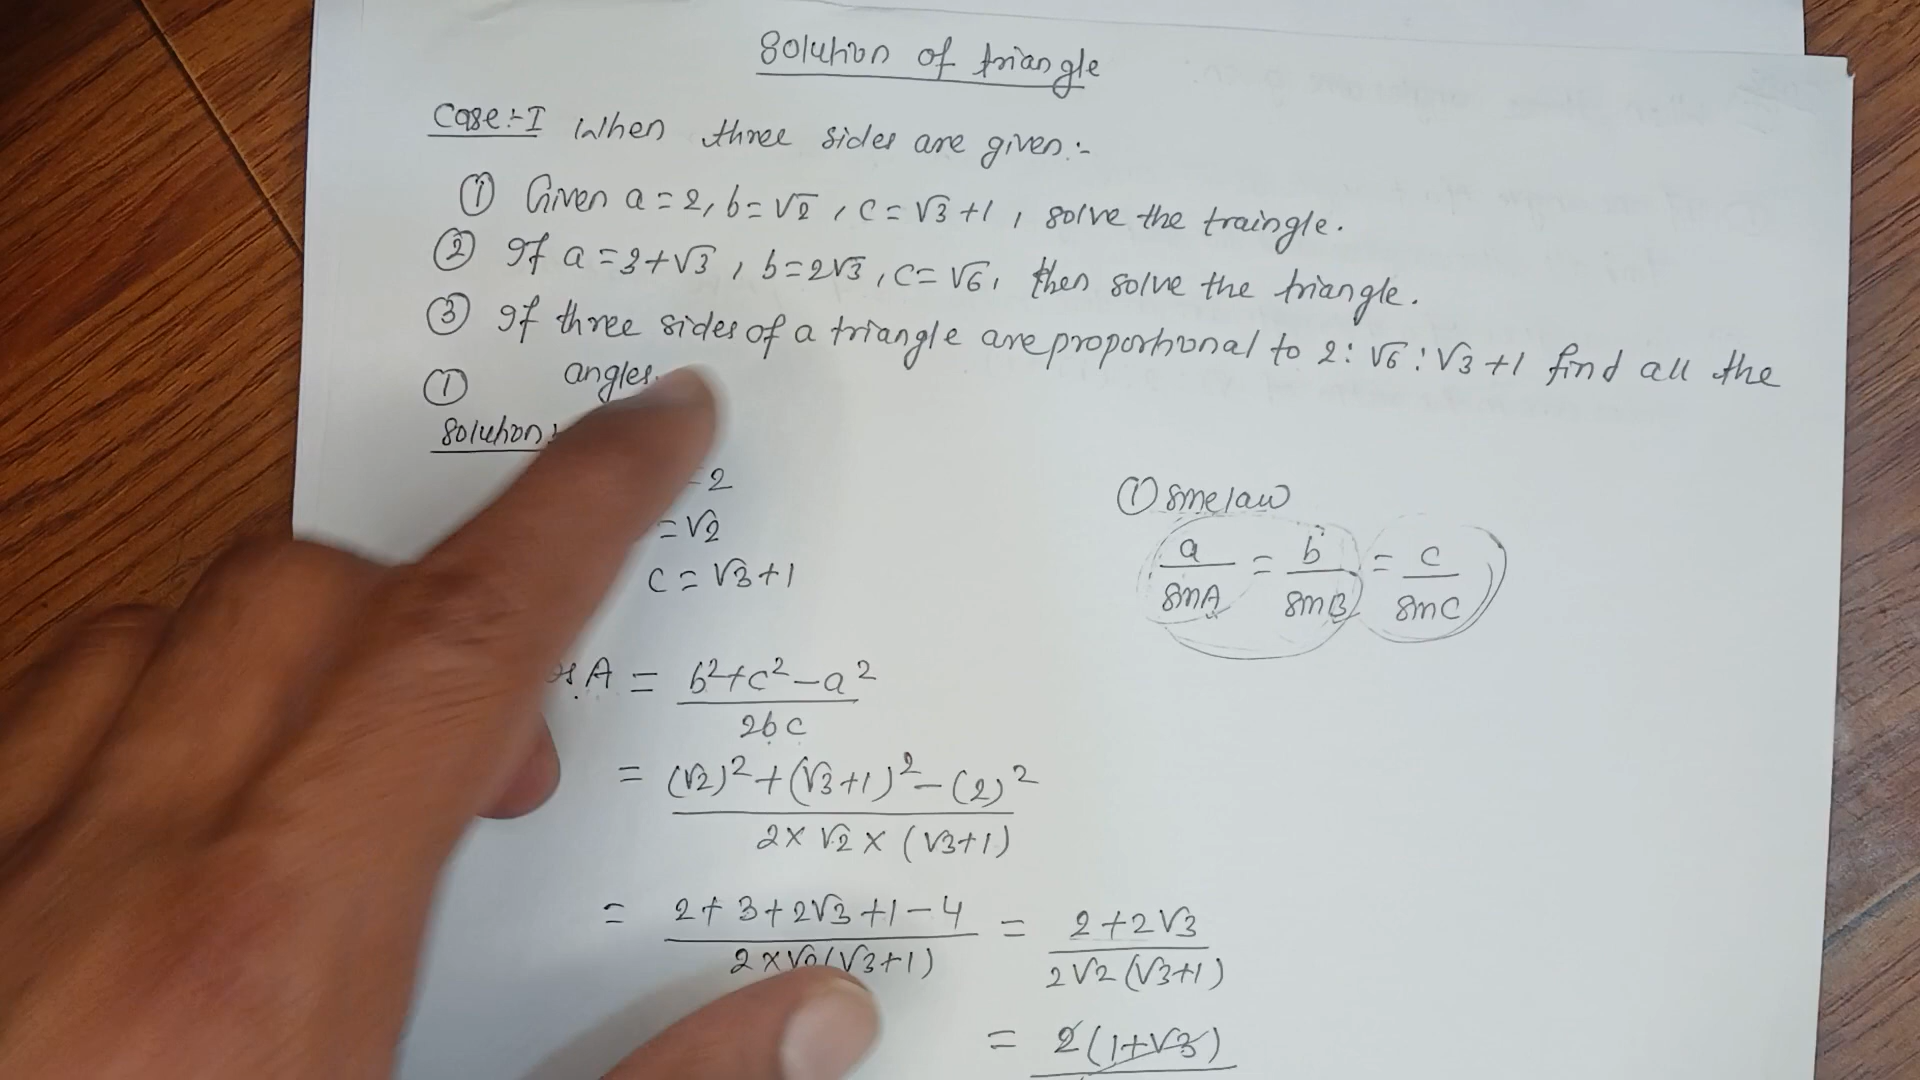 Solution of triangle
Case:-I When three sides are given:-
① Given a = 2, b = √2, c = √3 + 1, solve the traingle.
② If a = 3+√3, b = 2√3, c = √6, then solve the triangle.
③ If three sides of a triangle are proportional to 2 : √6 : √3 + 1 find all the
angles.
①
Solution:
= 2
= √2
c = √3 + 1
① Sine law
a/sinA = b/sinB = c/sinC
A = (b² + c² - a²)/2bc
= ((√2)² + (√3 + 1)² - (2)²)/(2 × √2 × (√3 + 1))
= (2 + 3 + 2√3 + 1 - 4)/(2 × √2 (√3 + 1)) = (2 + 2√3)/(2√2 (√3 + 1))
= 2(1 + √3)